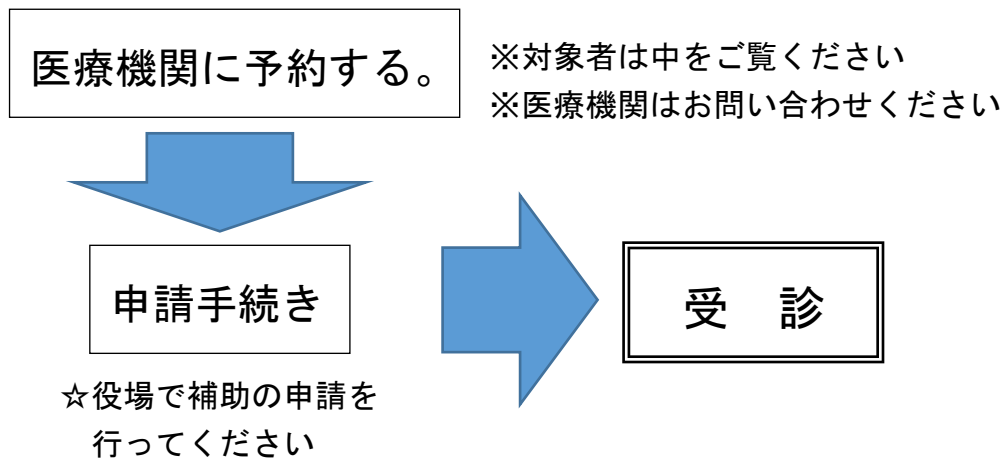 医療機関に予約する。
※対象者は中をご覧ください
※医療機関はお問い合わせください
申請手続き
受　診
☆役場で補助の申請を
行ってください